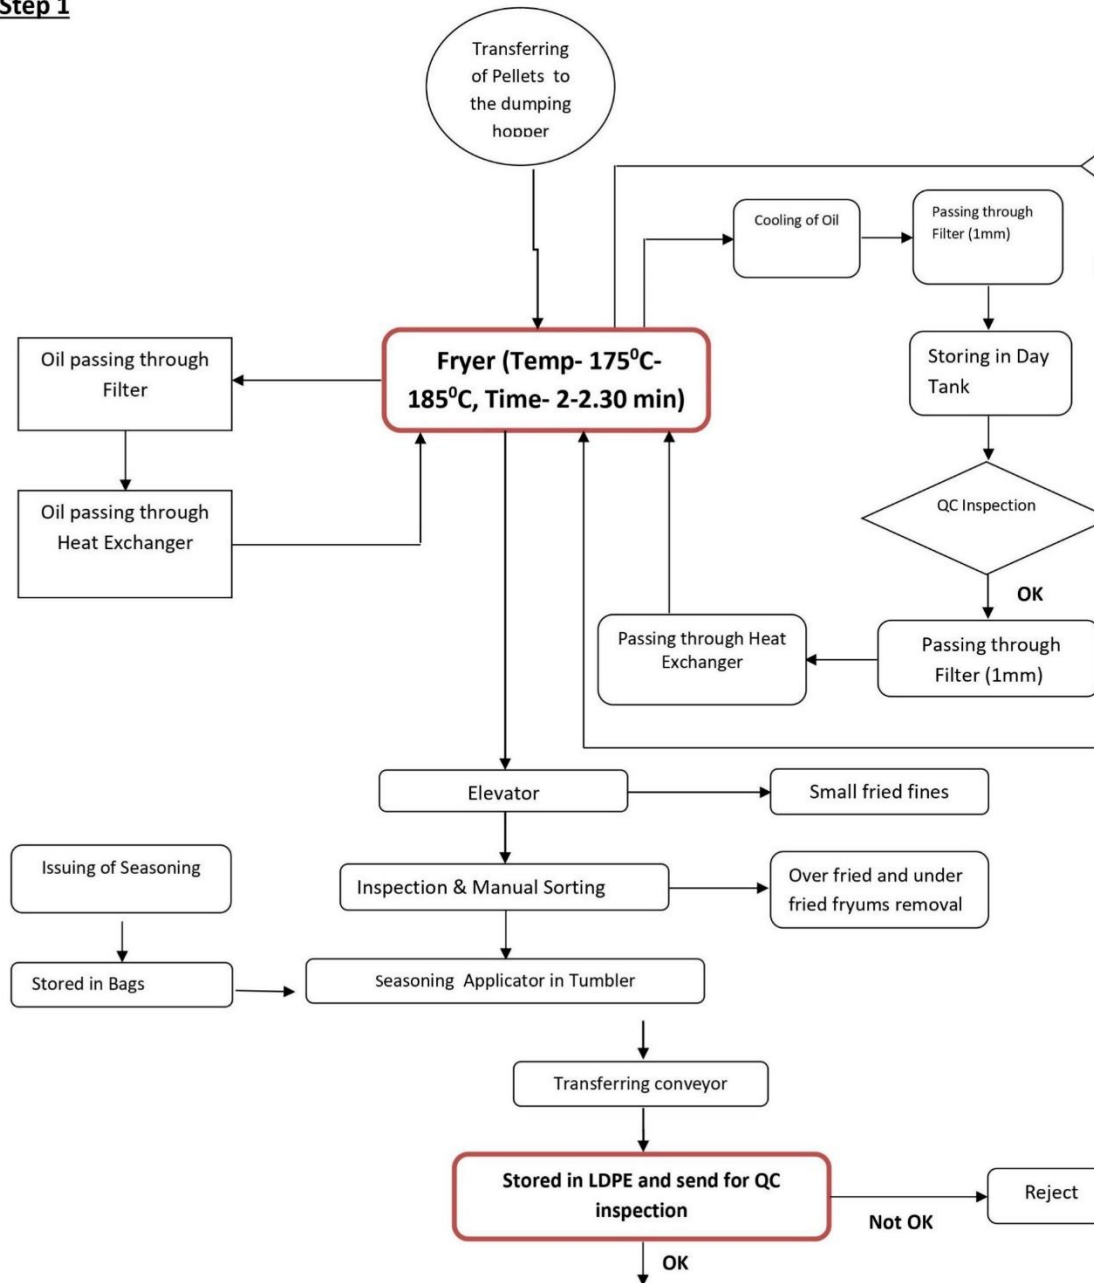 Step 1
Transferring
of Pellets to
the dumping
hopper
Cooling of Oil
Passing through
Filter (1mm)
Fryer (Temp- 175⁰C-
185⁰C, Time- 2-2.30 min)
Oil passing through
Filter
Storing in Day
Tank
Oil passing through
Heat Exchanger
QC Inspection
OK
Passing through Heat
Exchanger
Passing through
Filter (1mm)
Elevator
Small fried fines
Issuing of Seasoning
Inspection & Manual Sorting
Over fried and under
fried fryums removal
Stored in Bags
Seasoning Applicator in Tumbler
Transferring conveyor
Stored in LDPE and send for QC
inspection
Not OK
Reject
OK